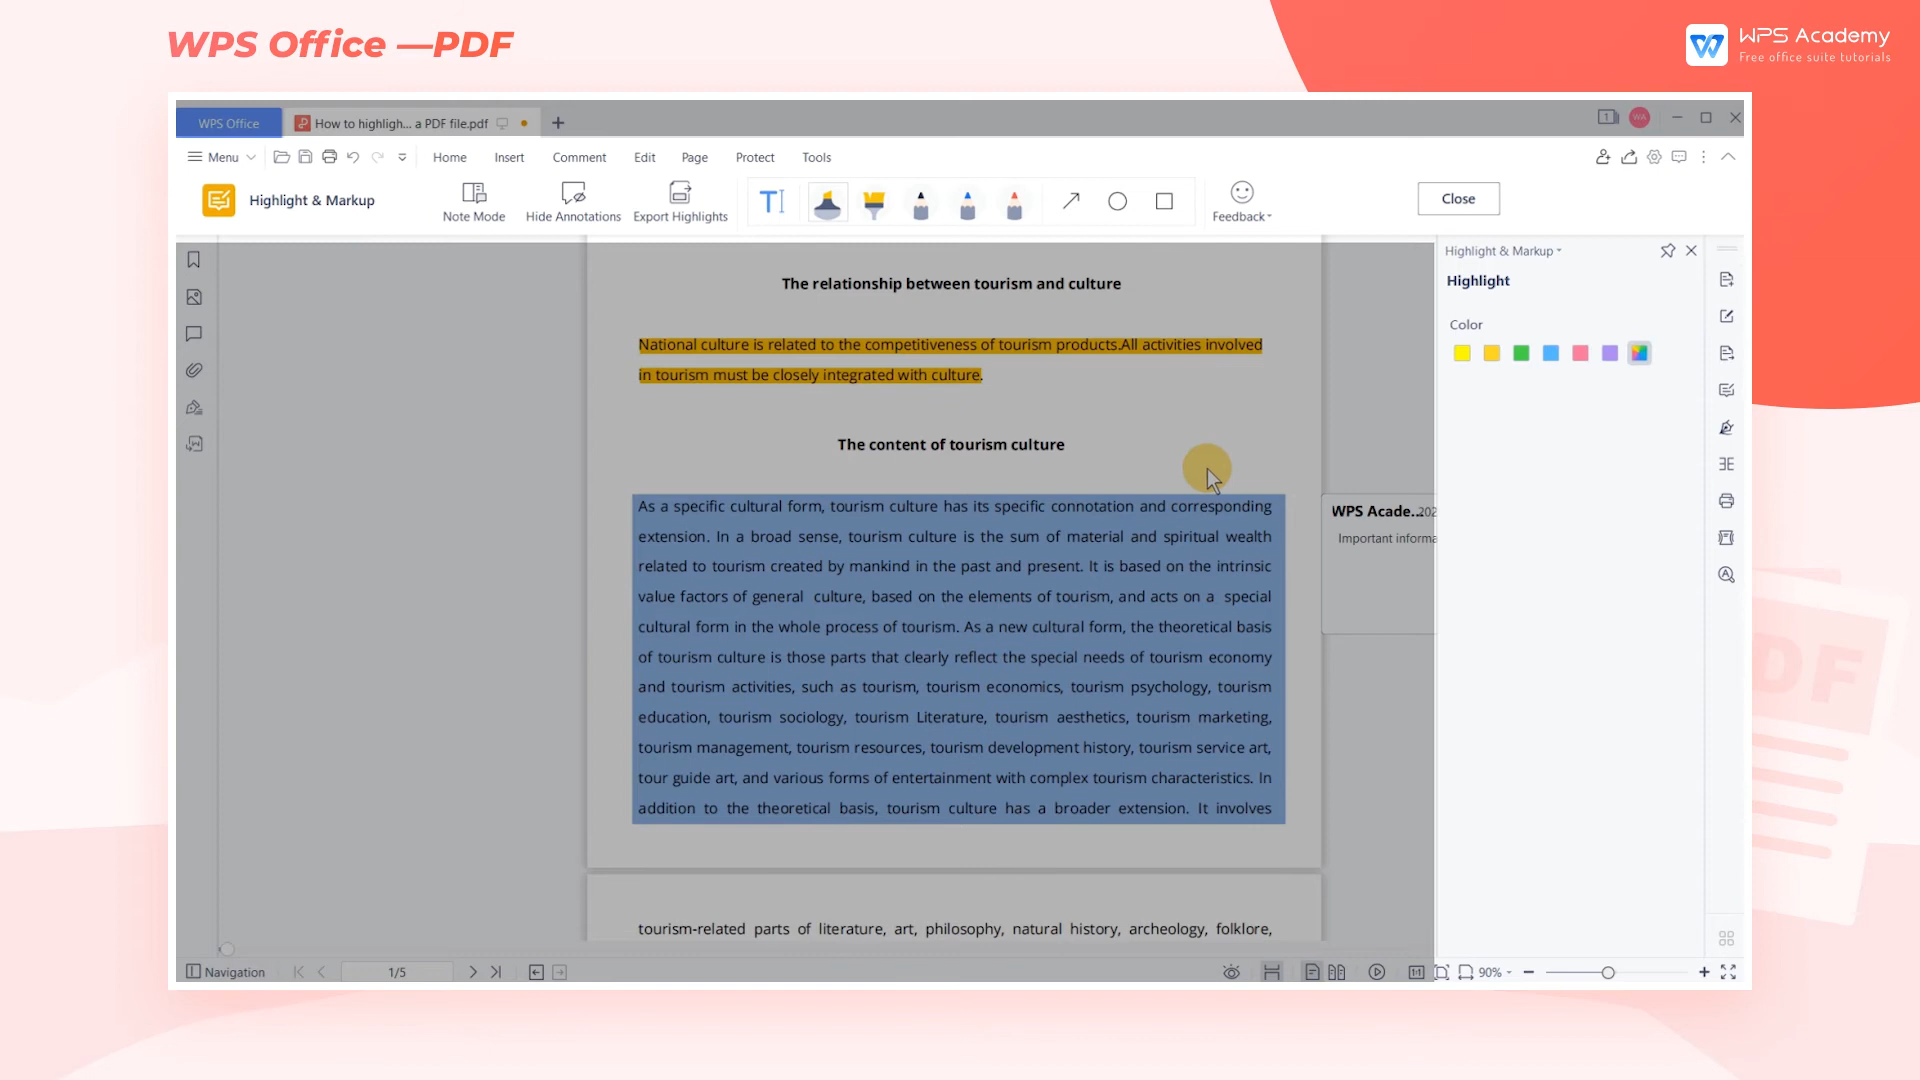 WPS Office —PDF
WPS Academy
Free office suite tutorials
WPS Office
How to highligh... a PDF file.pdf
WA
Menu
Home
Insert
Comment
Edit
Page
Protect
Tools
Highlight & Markup
Note Mode
Hide Annotations
Export Highlights
Feedback
Close
The relationship between tourism and culture
National culture is related to the competitiveness of tourism products.All activities involved
in tourism must be closely integrated with culture.
The content of tourism culture
As a specific cultural form, tourism culture has its specific connotation and corresponding
extension. In a broad sense, tourism culture is the sum of material and spiritual wealth
related to tourism created by mankind in the past and present. It is based on the intrinsic
value factors of general culture, based on the elements of tourism, and acts on a special
cultural form in the whole process of tourism. As a new cultural form, the theoretical basis
of tourism culture is those parts that clearly reflect the special needs of tourism economy
and tourism activities, such as tourism, tourism economics, tourism psychology, tourism
education, tourism sociology, tourism Literature, tourism aesthetics, tourism marketing,
tourism management, tourism resources, tourism development history, tourism service art,
tour guide art, and various forms of entertainment with complex tourism characteristics. In
addition to the theoretical basis, tourism culture has a broader extension. It involves
tourism-related parts of literature, art, philosophy, natural history, archeology, folklore,
WPS Acade...202
Important informa
Highlight & Markup
Highlight
Color
PDF
Navigation
1/5
90%